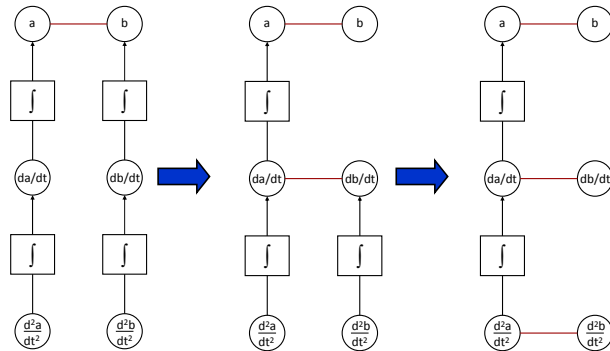 a b a b a b
∫ ∫ ∫ ∫
da/dt db/dt da/dt db/dt da/dt db/dt
∫ ∫ ∫ ∫ ∫
d²a d²b d²a d²b d²a d²b
dt² dt² dt² dt² dt² dt²